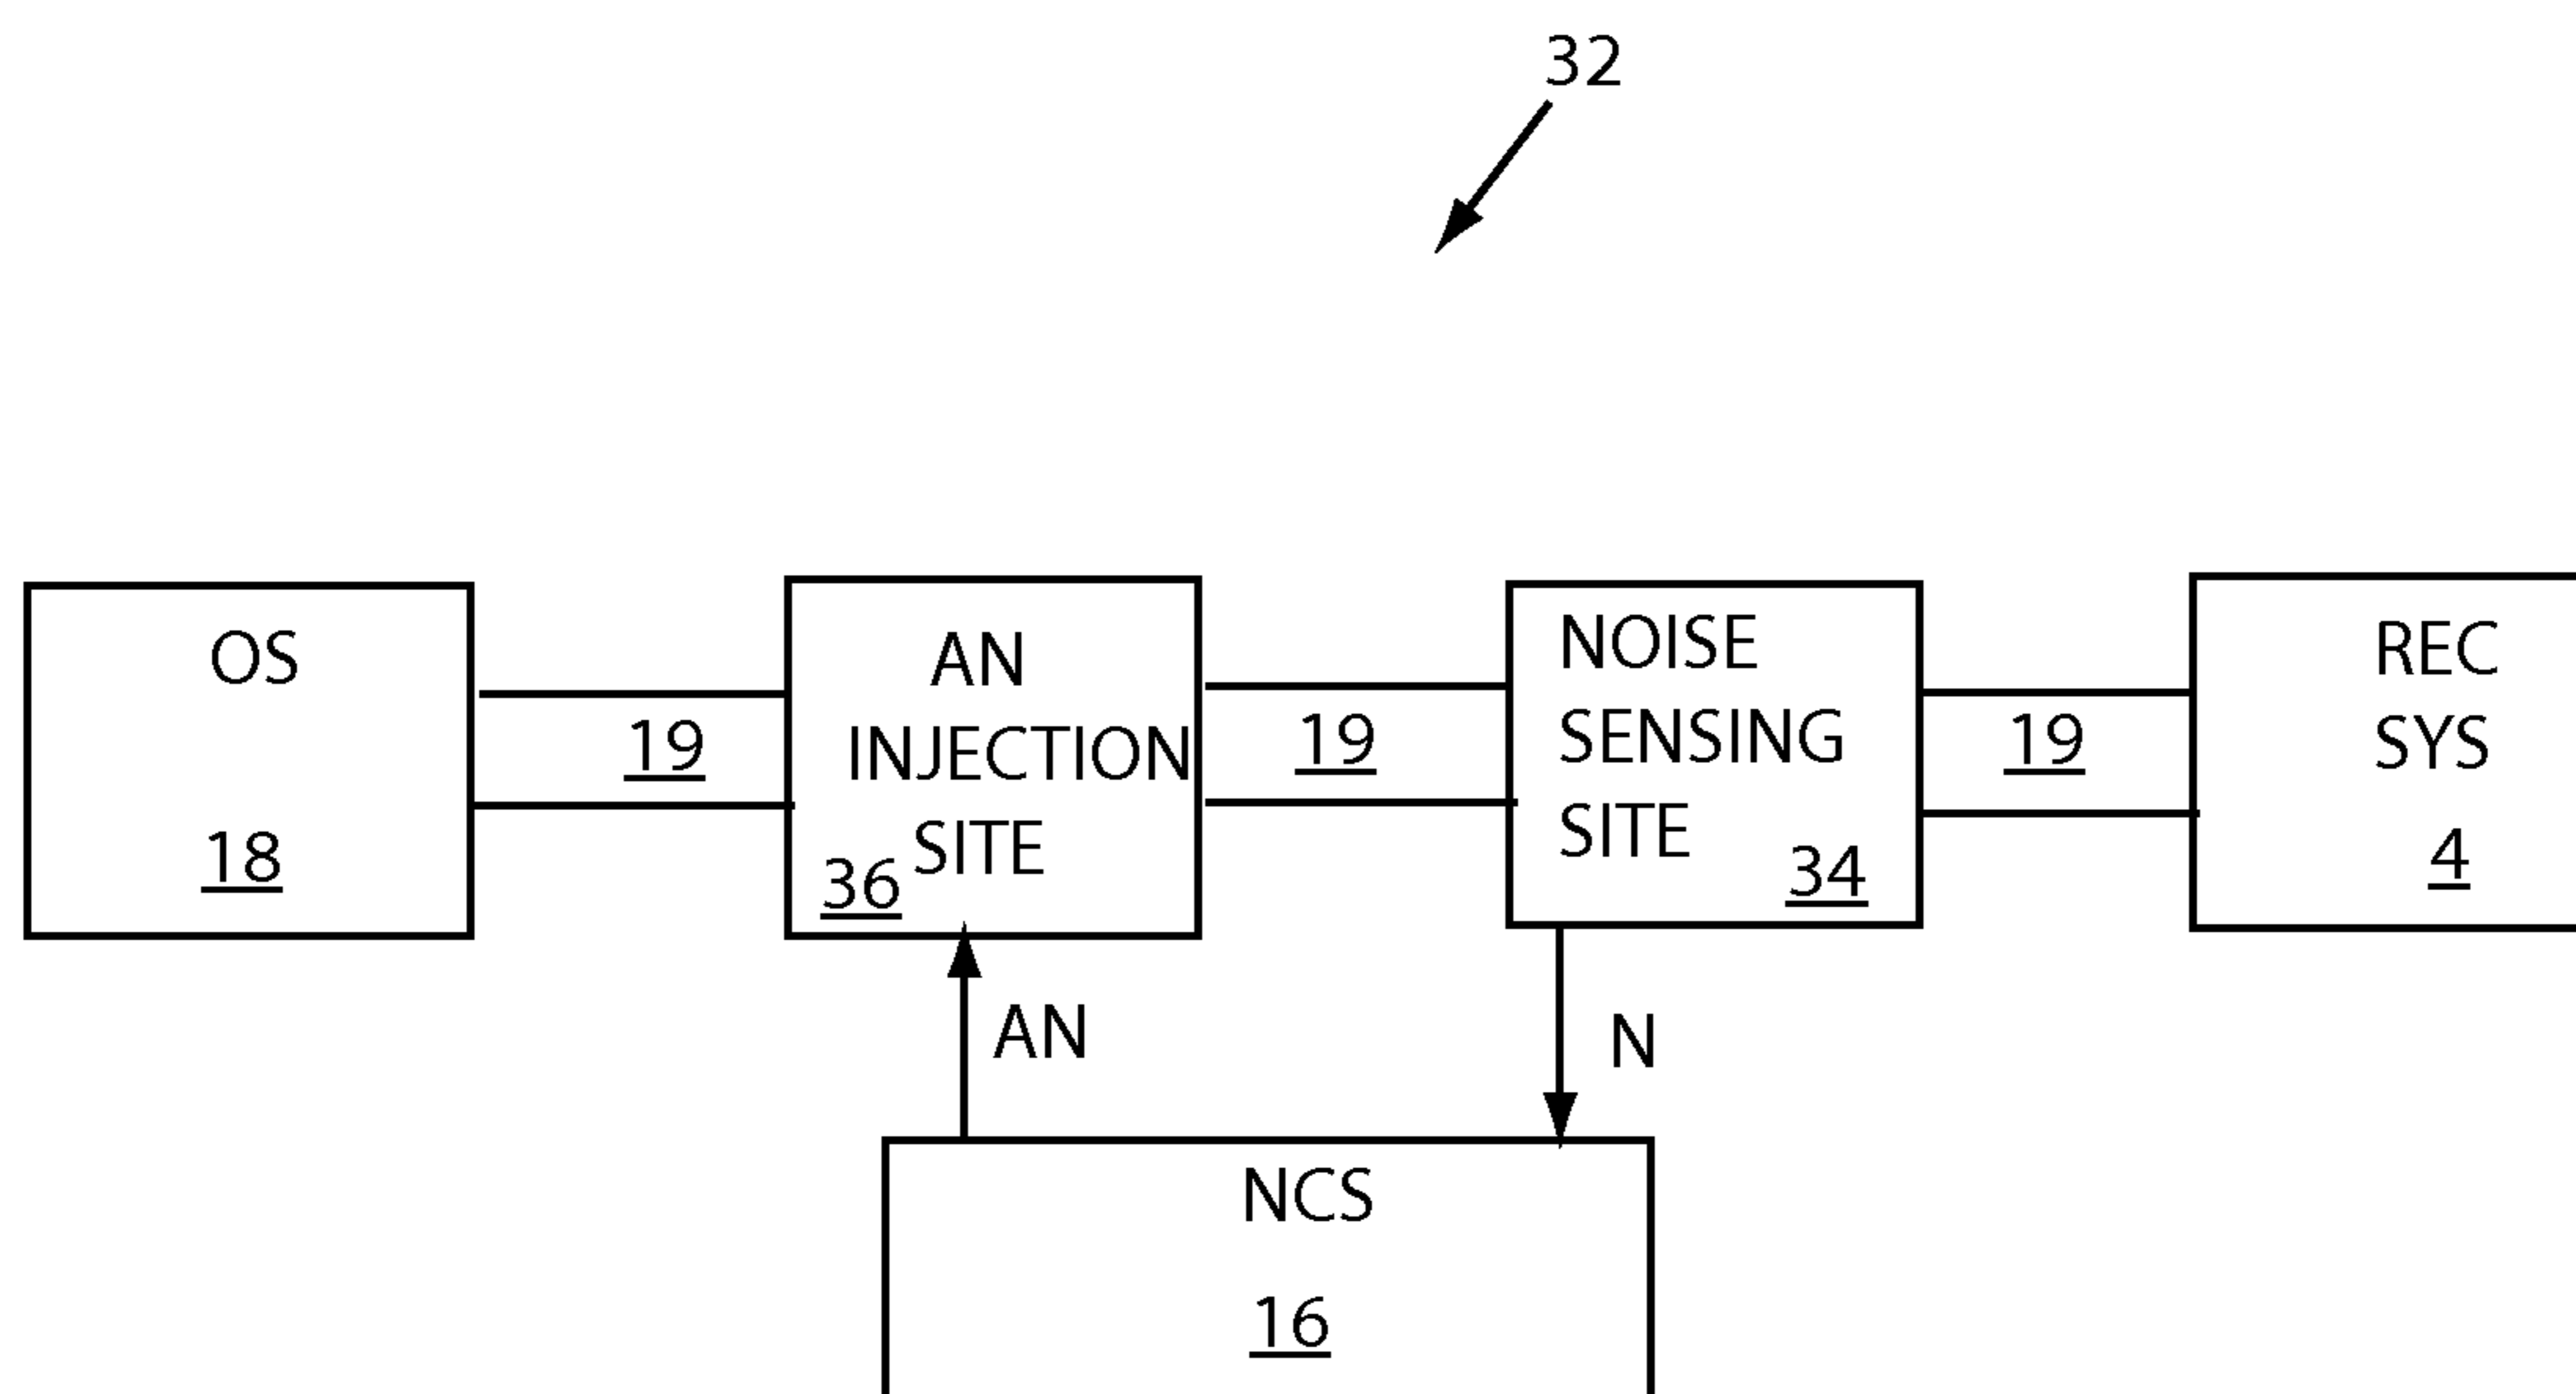 32
OS
18
19
AN
INJECTION
SITE
36
19
NOISE
SENSING
SITE
34
19
REC
SYS
4
AN
N
NCS
16